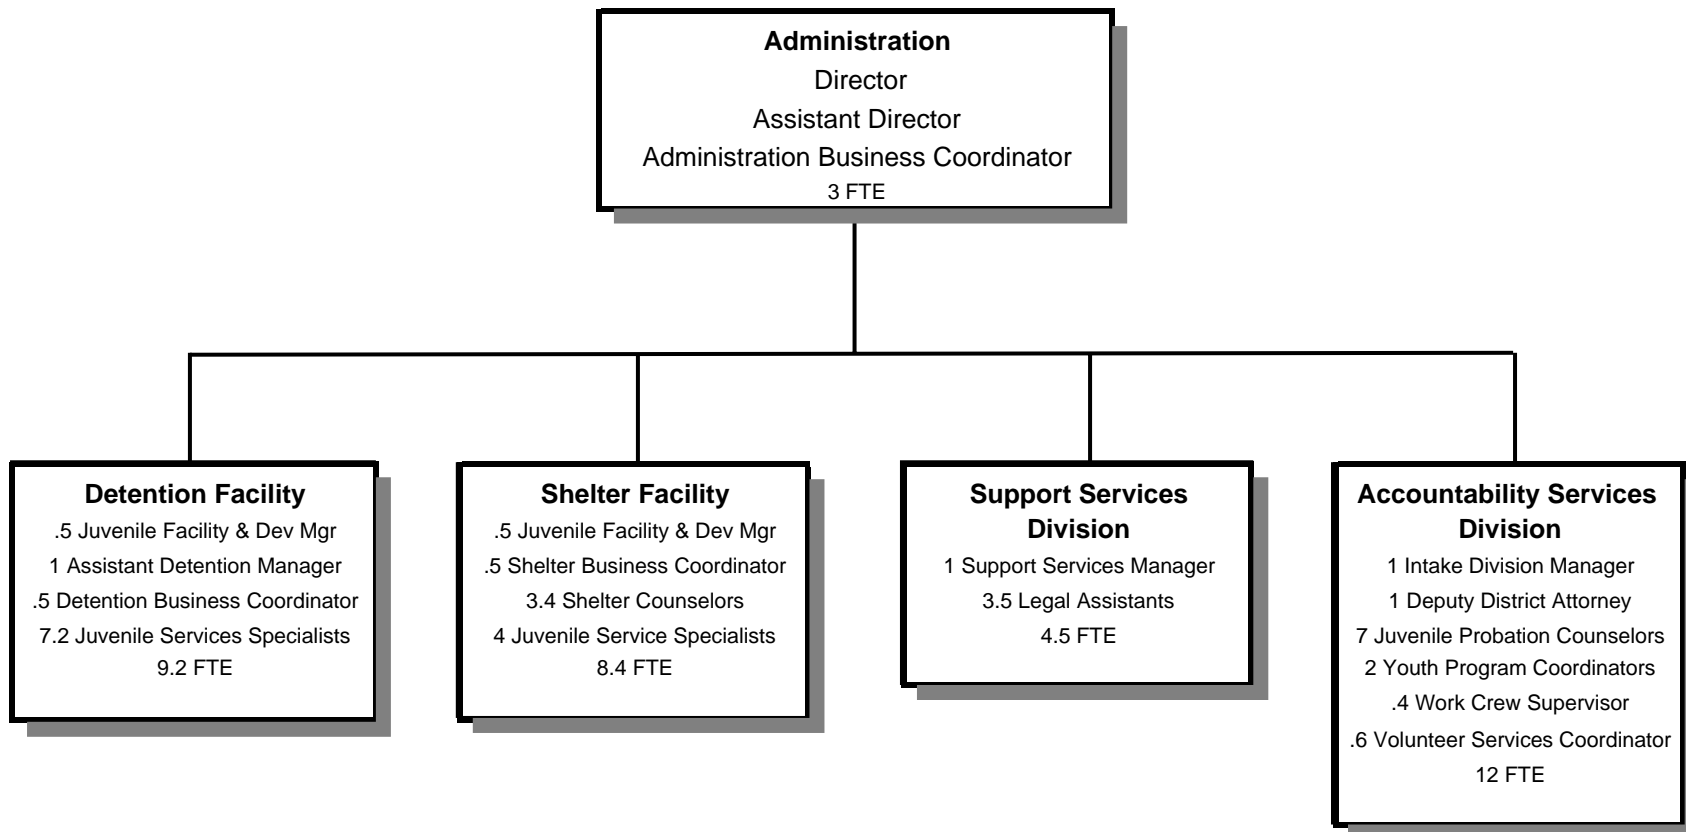 Administration
Director
Assistant Director
Administration Business Coordinator
3 FTE
Detention Facility
.5 Juvenile Facility & Dev Mgr
1 Assistant Detention Manager
.5 Detention Business Coordinator
7.2 Juvenile Services Specialists
9.2 FTE
Shelter Facility
.5 Juvenile Facility & Dev Mgr
.5 Shelter Business Coordinator
3.4 Shelter Counselors
4 Juvenile Service Specialists
8.4 FTE
Support Services
Division
1 Support Services Manager
3.5 Legal Assistants
4.5 FTE
Accountability Services
Division
1 Intake Division Manager
1 Deputy District Attorney
7 Juvenile Probation Counselors
2 Youth Program Coordinators
.4 Work Crew Supervisor
.6 Volunteer Services Coordinator
12 FTE